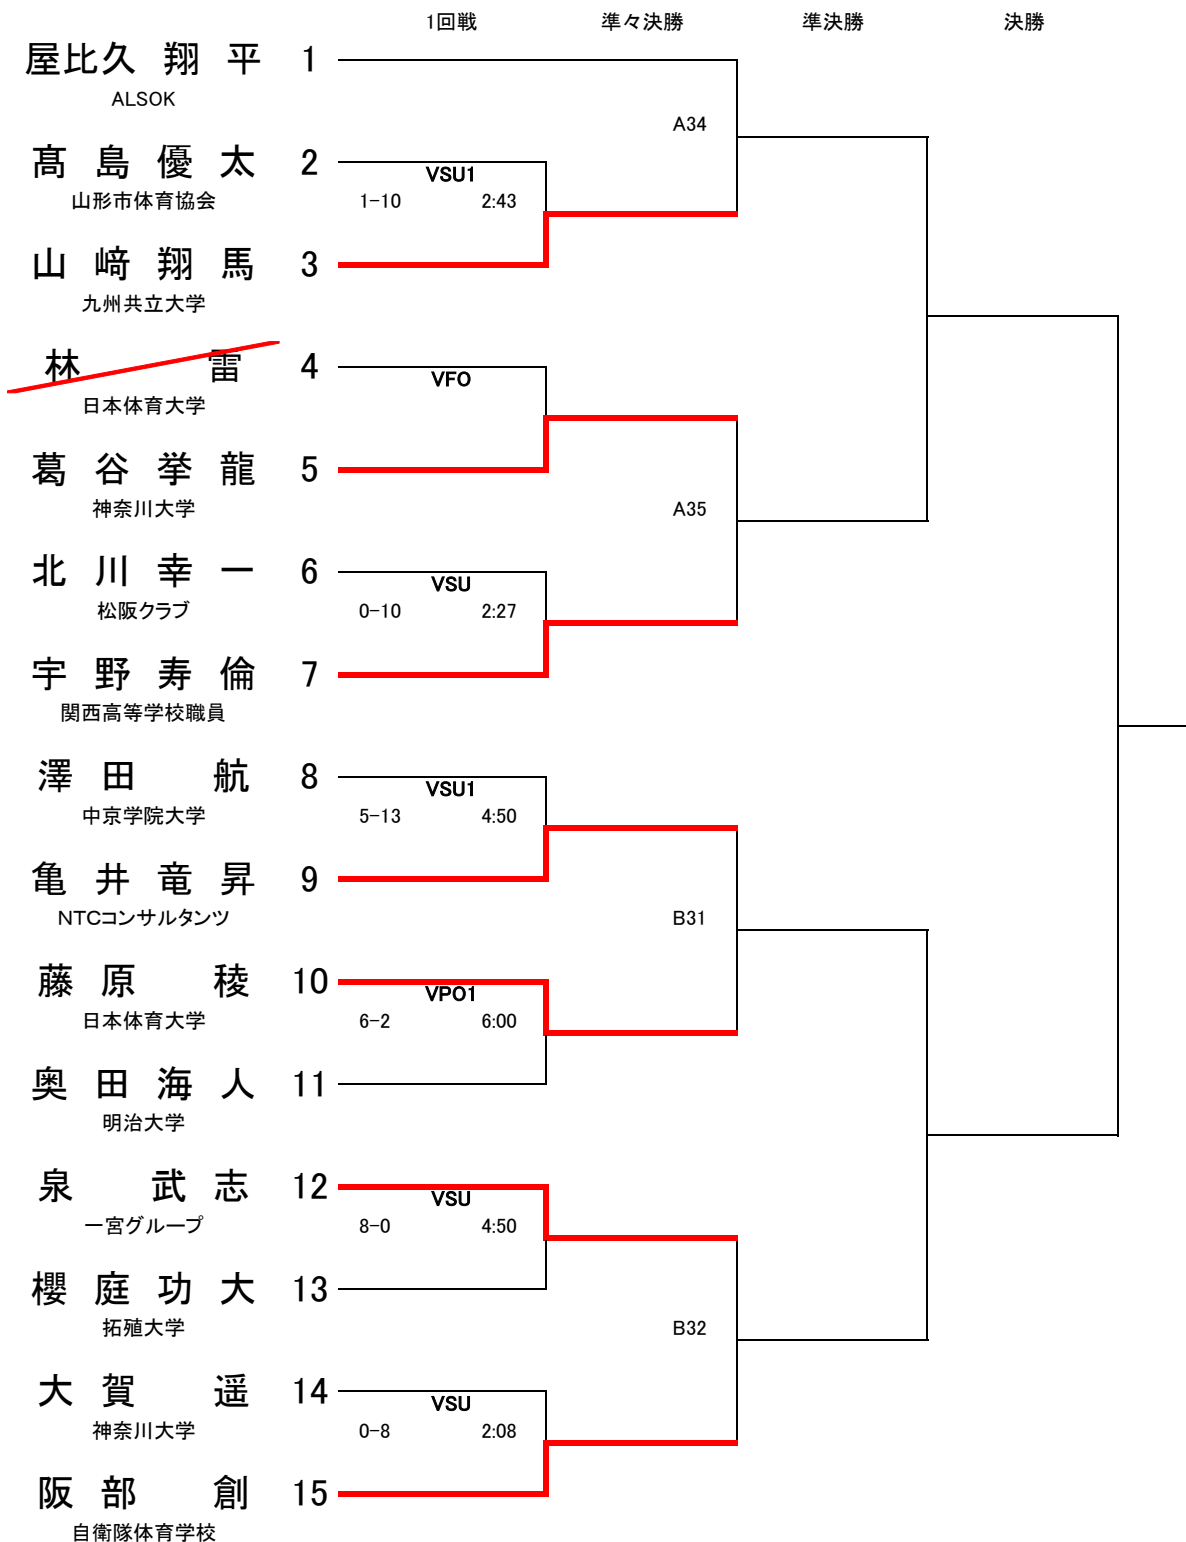 1回戦 準々決勝 準決勝 決勝
屋比久 翔 平 1
ALSOK
A34
髙 島 優 太 2
VSU1
山形市体育協会 1-10 2:43
山 﨑 翔 馬 3
九州共立大学
林 雷 4
VFO
日本体育大学
葛 谷 挙 龍 5
神奈川大学 A35
北 川 幸 一 6
VSU
松阪クラブ 0-10 2:27
宇 野 寿 倫 7
関西高等学校職員
澤 田 航 8
VSU1
中京学院大学 5-13 4:50
亀 井 竜 昇 9
NTCコンサルタンツ B31
藤 原 稜 10
VPO1
日本体育大学 6-2 6:00
奥 田 海 人 11
明治大学
泉 武 志 12
VSU
一宮グループ 8-0 4:50
櫻 庭 功 大 13
拓殖大学 B32
大 賀 遥 14
VSU
神奈川大学 0-8 2:08
阪 部 創 15
自衛隊体育学校